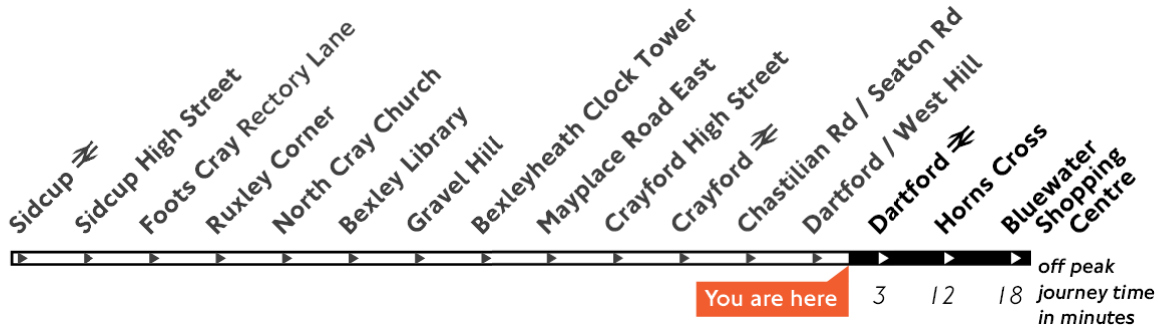 Sidcup
Sidcup High Street
Foots Cray Rectory Lane
Ruxley Corner
North Cray Church
Bexley Library
Gravel Hill
Bexleyheath Clock Tower
Mayplace Road East
Crayford High Street
Crayford
Chastilian Rd / Seaton Rd
Dartford / West Hill
Dartford
Horns Cross
Bluewater
Shopping
Centre
You are here
3
12
18
off peak
journey time
in minutes